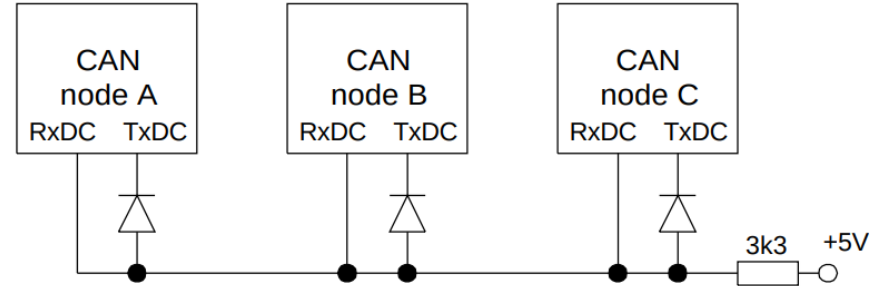 CAN
node A
RxDC TxDC
CAN
node B
RxDC TxDC
CAN
node C
RxDC TxDC
3k3
+5V